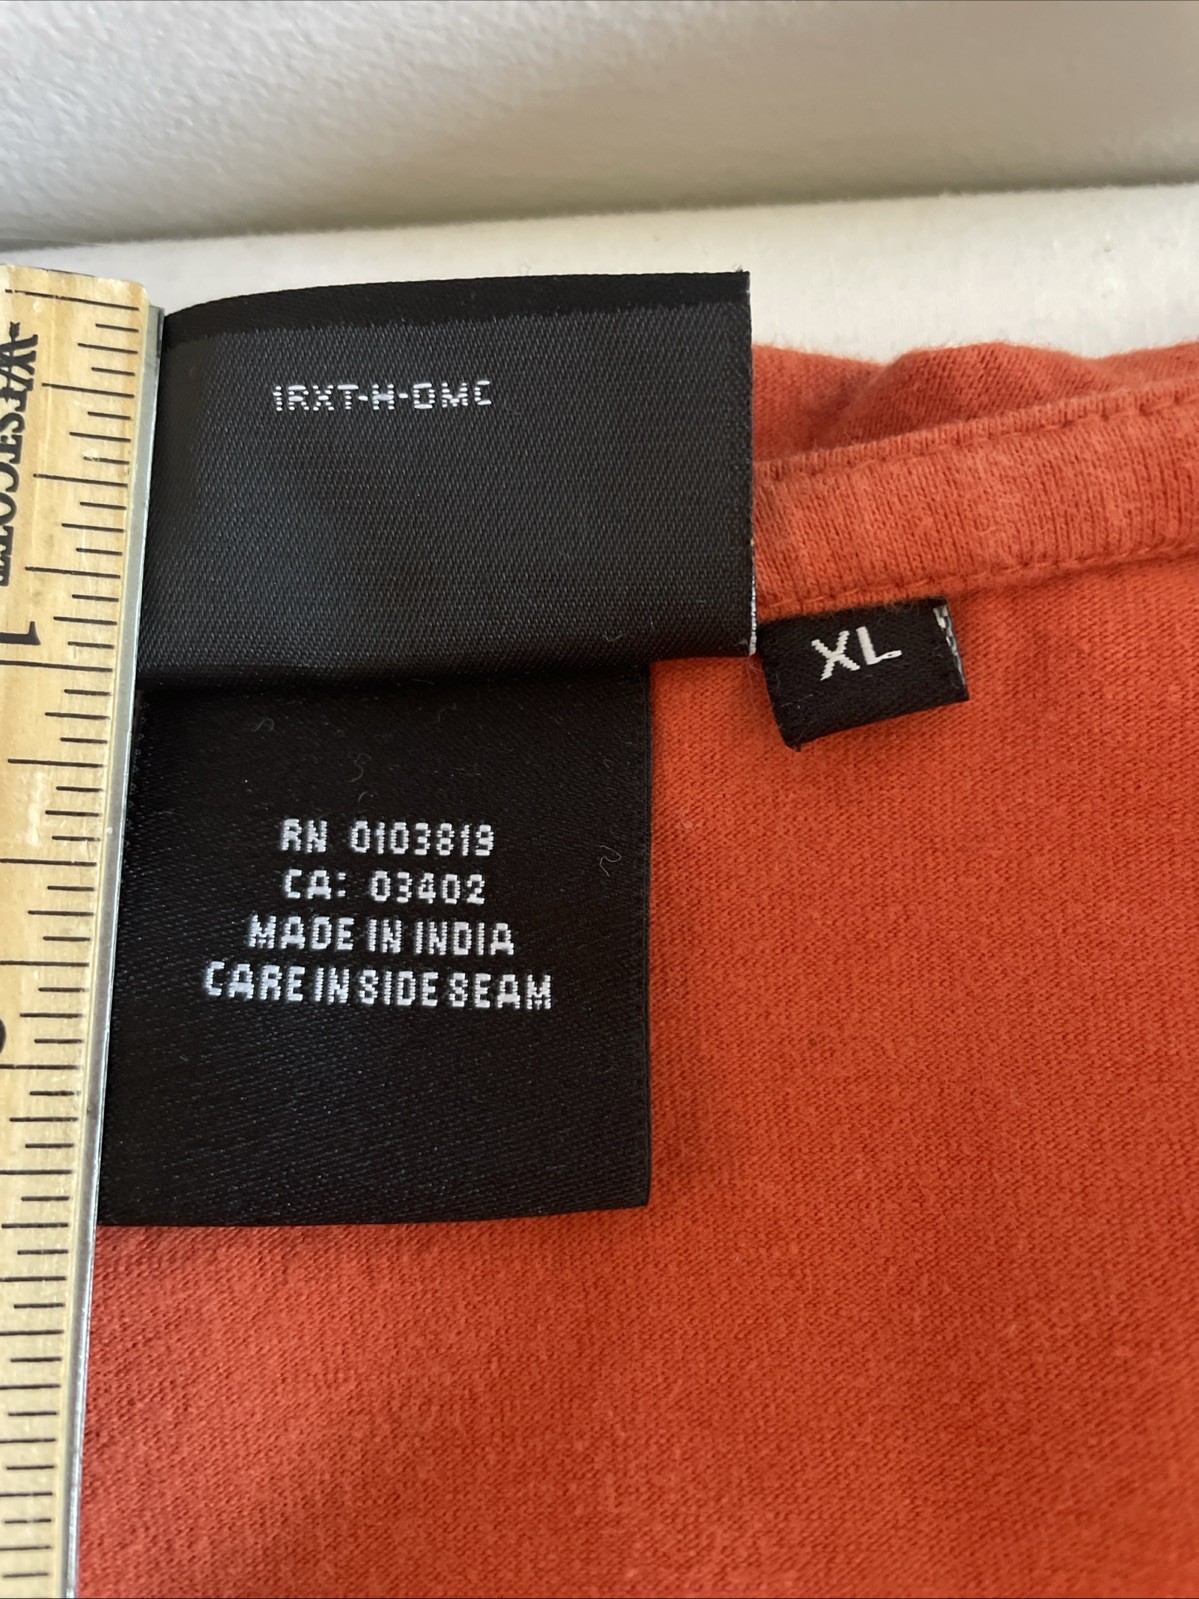 WESTCOTT
1
1RXT-H-DMC
XL
RN 0103819
CA: 03402
MADE IN INDIA
CARE IN SIDE SEAM